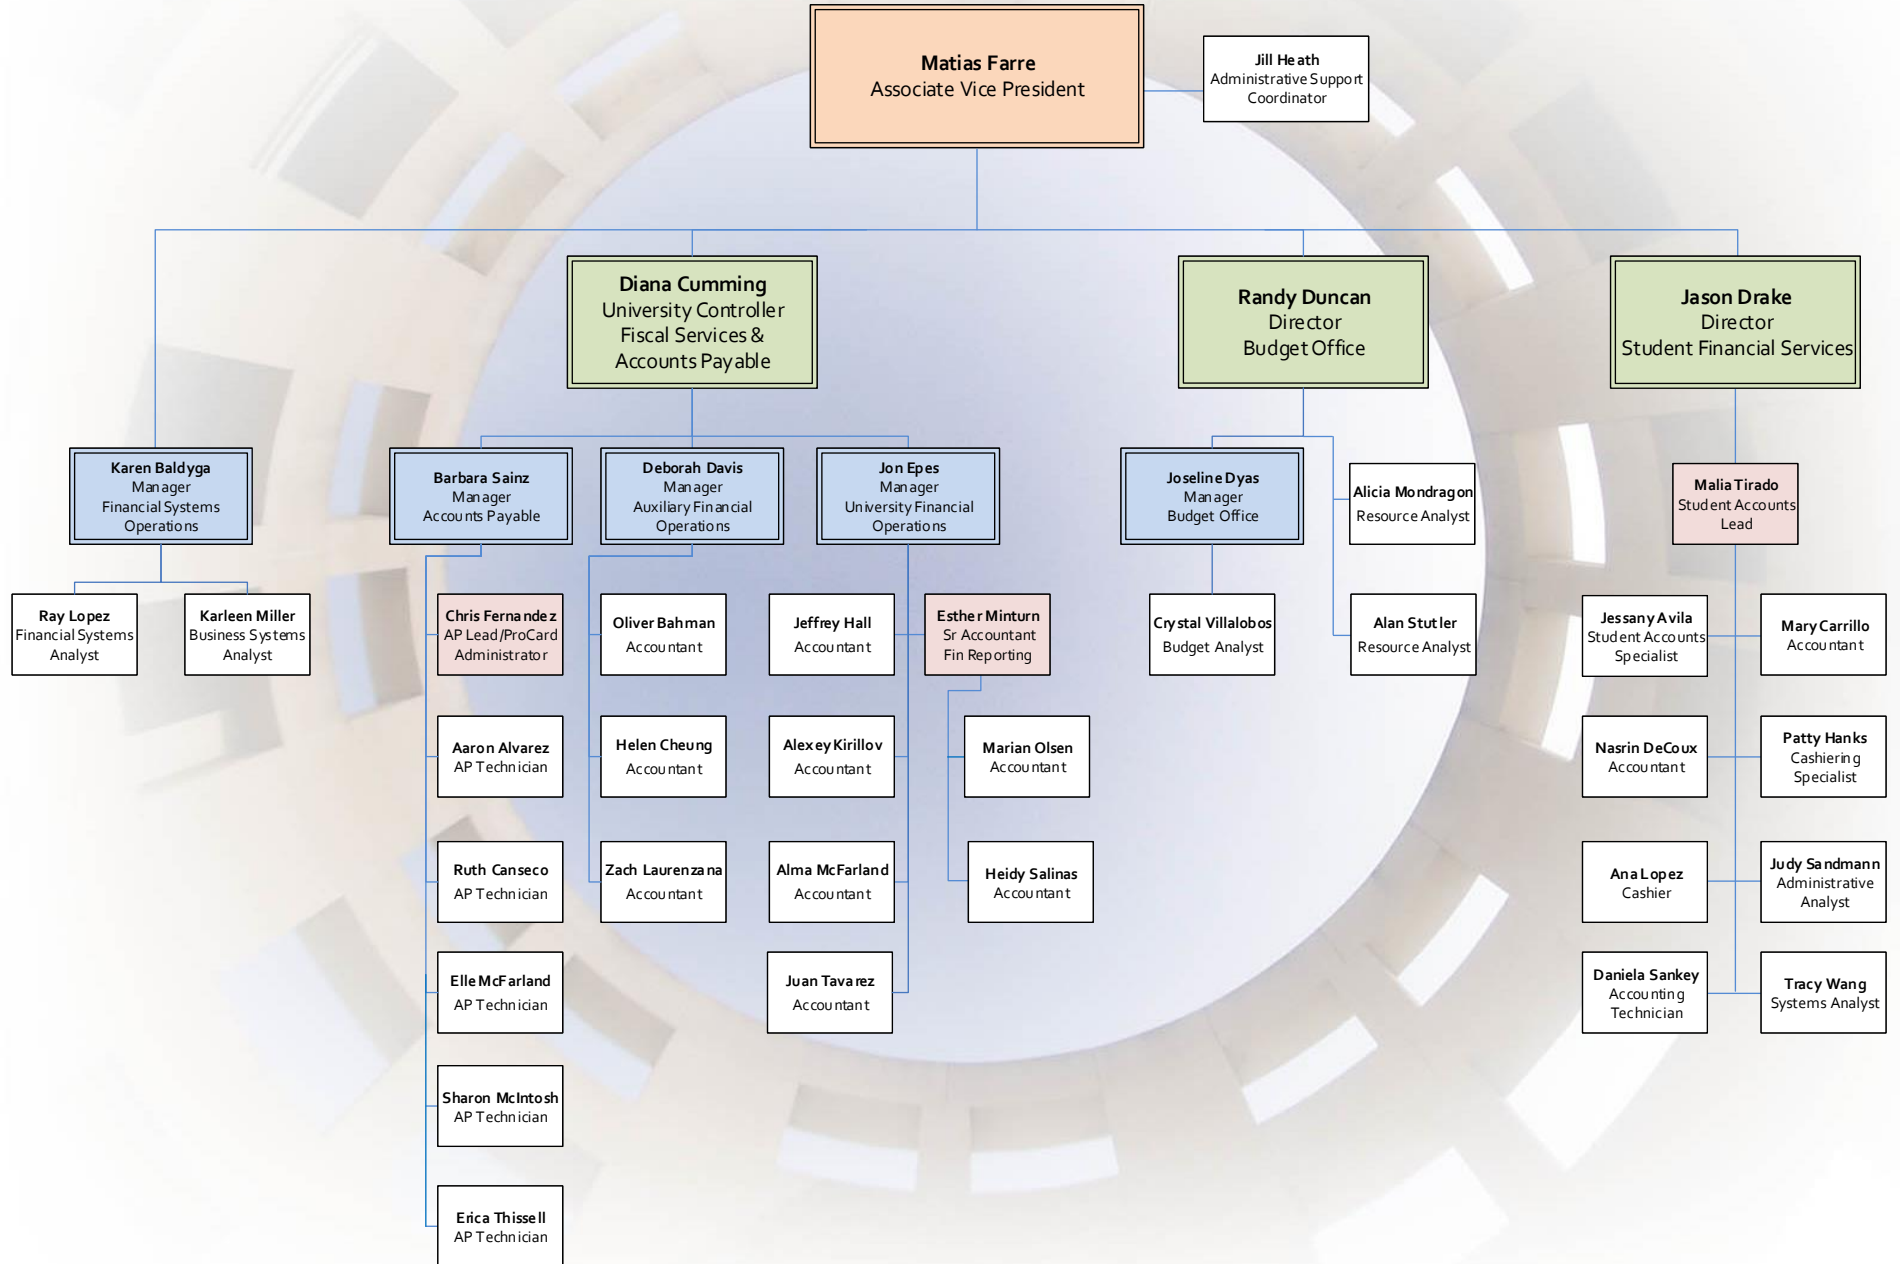 Matias Farre
Associate Vice President
Jill Heath
Administrative Support
Coordinator
Diana Cumming
University Controller
Fiscal Services &
Accounts Payable
Randy Duncan
Director
Budget Office
Jason Drake
Director
Student Financial Services
Karen Baldyga
Manager
Financial Systems
Operations
Barbara Sainz
Manager
Accounts Payable
Deborah Davis
Manager
Auxiliary Financial
Operations
Jon Epes
Manager
University Financial
Operations
Joseline Dyas
Manager
Budget Office
Alicia Mondragon
Resource Analyst
Malia Tirado
Student Accounts
Lead
Ray Lopez
Financial Systems
Analyst
Karleen Miller
Business Systems
Analyst
Chris Fernandez
AP Lead/ProCard
Administrator
Oliver Bahman
Accountant
Jeffrey Hall
Accountant
Esther Minturn
Sr Accountant
Fin Reporting
Crystal Villalobos
Budget Analyst
Alan Stutler
Resource Analyst
Jessany Avila
Student Accounts
Specialist
Mary Carrillo
Accountant
Aaron Alvarez
AP Technician
Helen Cheung
Accountant
Alexey Kirillov
Accountant
Marian Olsen
Accountant
Nasrin DeCoux
Accountant
Patty Hanks
Cashiering
Specialist
Ruth Canseco
AP Technician
Zach Laurenzana
Accountant
Alma McFarland
Accountant
Heidy Salinas
Accountant
Ana Lopez
Cashier
Judy Sandmann
Administrative
Analyst
Elle McFarland
AP Technician
Juan Tavarez
Accountant
Daniela Sankey
Accounting
Technician
Tracy Wang
Systems Analyst
Sharon McIntosh
AP Technician
Erica Thissell
AP Technician